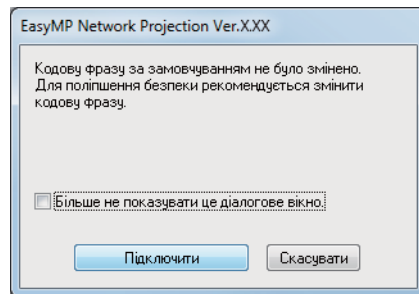 EasyMP Network Projection Ver.X.XX
Кодову фразу за замовчуванням не було змінено.
Для поліпшення безпеки рекомендується змінити
кодову фразу.
Більше не показувати це діалогове вікно.
Підключити Скасувати